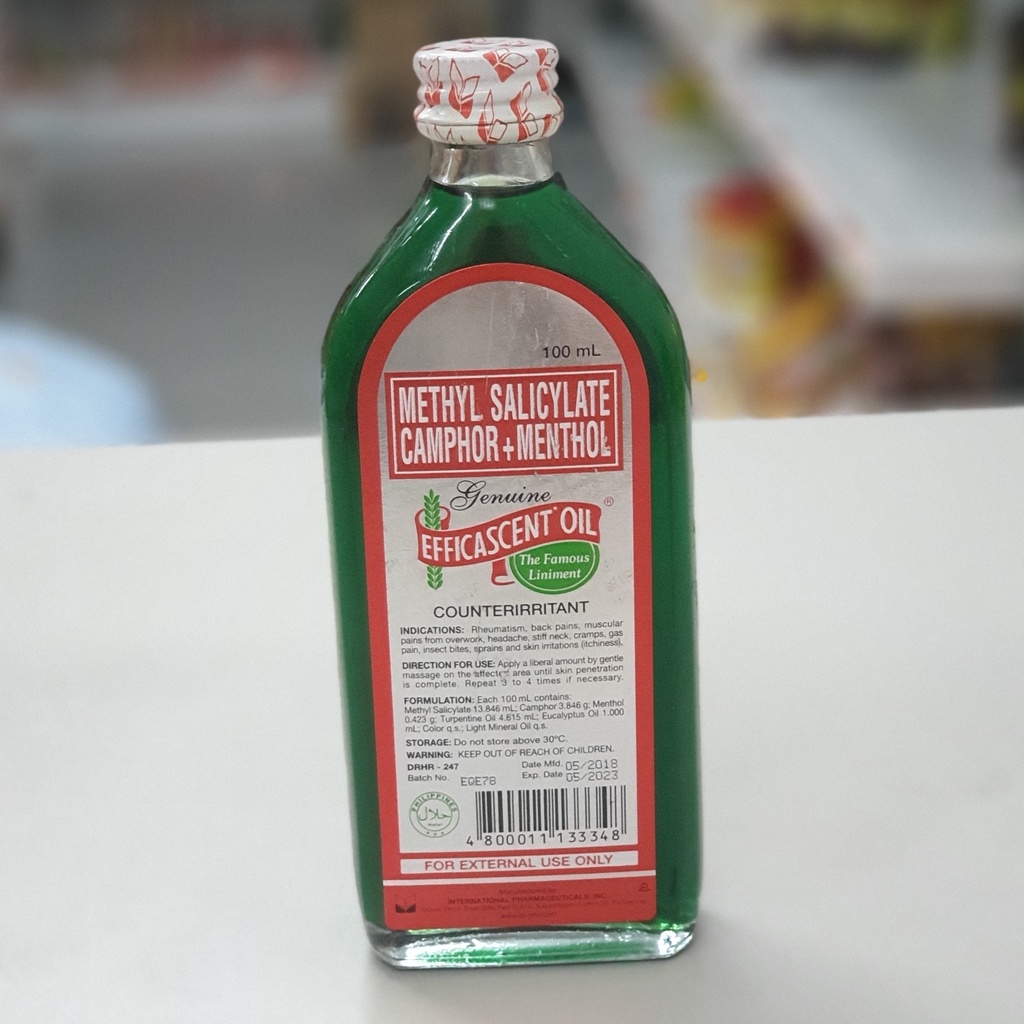 100 mL
METHYL SALICYLATE
CAMPHOR + MENTHOL
Genuine
EFFICASCENT OIL ®
The Famous
Liniment
COUNTERIRRITANT
INDICATIONS: Rheumatism, back pains, muscular
pains from overwork, headache, stiff neck, cramps, gas
pain, insect bites, sprains and skin irritations (itchiness).
DIRECTION FOR USE: Apply a liberal amount by gentle
massage on the affected area until skin penetration
is complete. Repeat 3 to 4 times if necessary.
FORMULATION: Each 100 mL contains:
Methyl Salicylate 13.846 mL; Camphor 3.846 g; Menthol
0.423 g; Turpentine Oil 4.615 mL; Eucalyptus Oil 1.000
mL; Color q.s.; Light Mineral Oil q.s.
STORAGE: Do not store above 30°C.
WARNING: KEEP OUT OF REACH OF CHILDREN.
DRHR - 247
Date Mfd. 05/2018
Batch No. EQE78
Exp. Date 05/2023
PHILIPPINES
حلال
4 800011 133348
FOR EXTERNAL USE ONLY
Manufactured by
INTERNATIONAL PHARMACEUTICALS, INC.